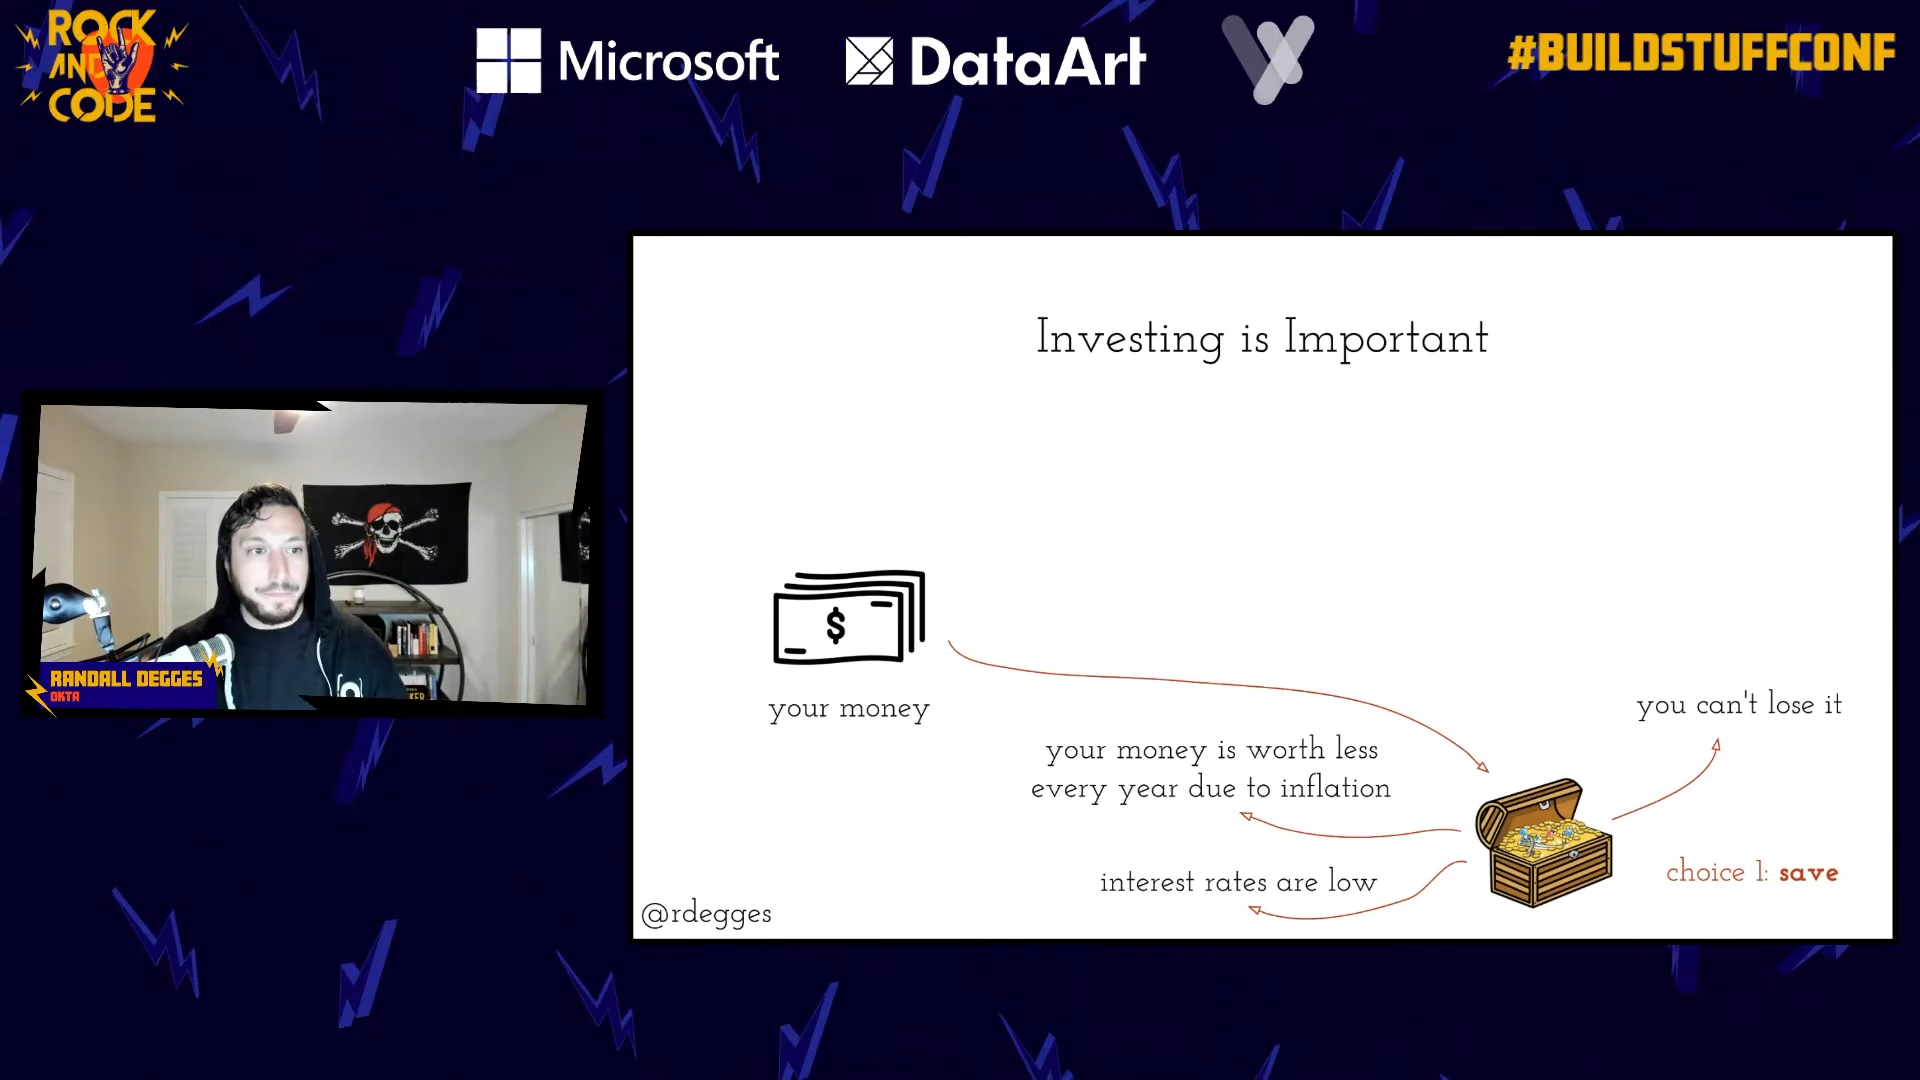 ROCK
AND
CODE
Microsoft
DataArt
#BUILDSTUFFCONF
Investing is Important
$
your money
you can't lose it
your money is worth less
every year due to inflation
interest rates are low
choice 1: save
@rdegges
RANDALL DEGGES
OKTA